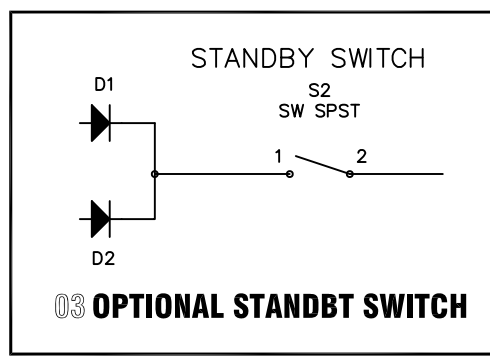 STANDBY SWITCH
D1
S2
SW SPST
1 2
D2
03 OPTIONAL STANDBT SWITCH